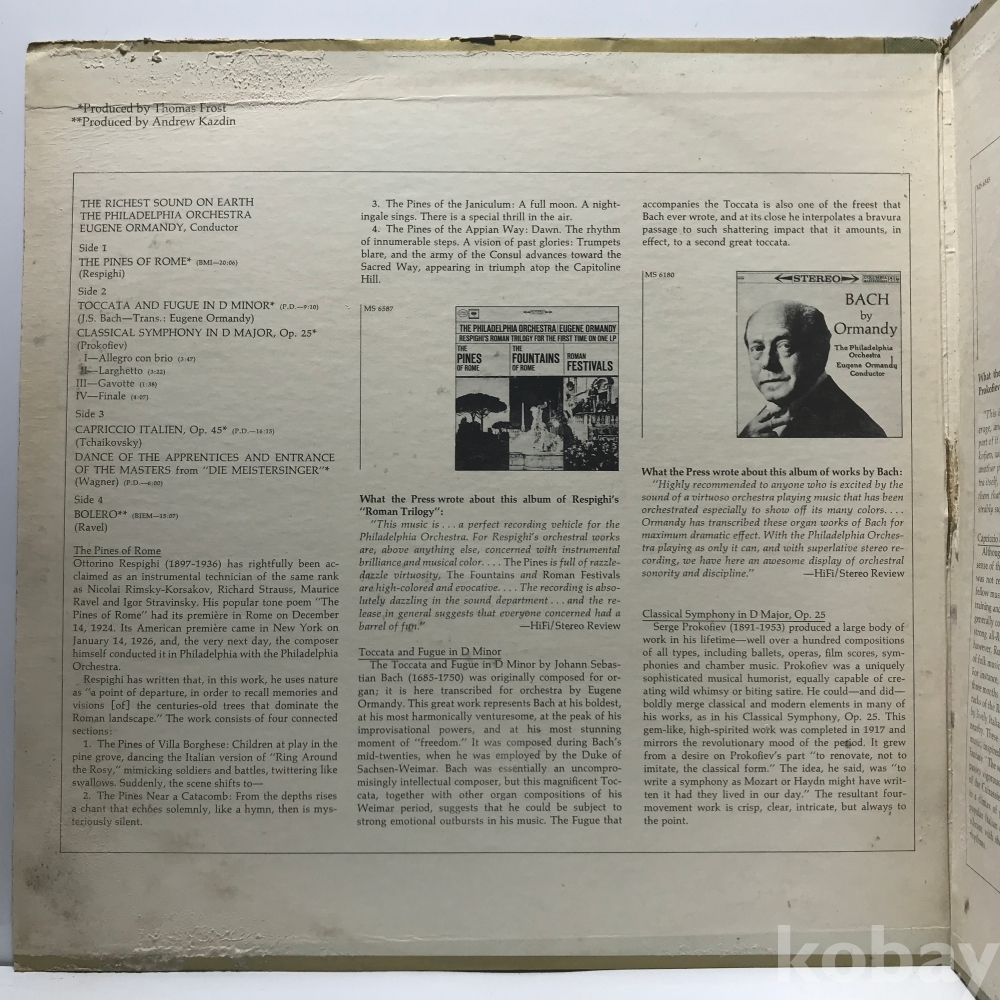 *Produced by Thomas Frost
**Produced by Andrew Kazdin
THE RICHEST SOUND ON EARTH
THE PHILADELPHIA ORCHESTRA
EUGENE ORMANDY, Conductor
Side 1
THE PINES OF ROME* (BMI—20:06)
(Respighi)
Side 2
TOCCATA AND FUGUE IN D MINOR* (P.D.—9:10)
(J.S. Bach—Trans.: Eugene Ormandy)
CLASSICAL SYMPHONY IN D MAJOR, Op. 25*
(Prokofiev)
I—Allegro con brio (3:47)
II—Larghetto (3:22)
III—Gavotte (1:38)
IV—Finale (4:07)
Side 3
CAPRICCIO ITALIEN, Op. 45* (P.D.—16:15)
(Tchaikovsky)
DANCE OF THE APPRENTICES AND ENTRANCE
OF THE MASTERS from "DIE MEISTERSINGER"*
(Wagner) (P.D.—6:00)
Side 4
BOLERO** (BIEM—15:07)
(Ravel)
The Pines of Rome
Ottorino Respighi (1897-1936) has rightfully been ac-
claimed as an instrumental technician of the same rank
as Nicolai Rimsky-Korsakov, Richard Strauss, Maurice
Ravel and Igor Stravinsky. His popular tone poem "The
Pines of Rome" had its première in Rome on December
14, 1924. Its American première came in New York on
January 14, 1926, and, the very next day, the composer
himself conducted it in Philadelphia with the Philadelphia
Orchestra.
Respighi has written that, in this work, he uses nature
as "a point of departure, in order to recall memories and
visions [of] the centuries-old trees that dominate the
Roman landscape." The work consists of four connected
sections:
1. The Pines of Villa Borghese: Children at play in the
pine grove, dancing the Italian version of "Ring Around
the Rosy," mimicking soldiers and battles, twittering like
swallows. Suddenly, the scene shifts to—
2. The Pines Near a Catacomb: From the depths rises
a chant that echoes solemnly, like a hymn, then is mys-
teriously silent.
3. The Pines of the Janiculum: A full moon. A night-
ingale sings. There is a special thrill in the air.
4. The Pines of the Appian Way: Dawn. The rhythm
of innumerable steps. A vision of past glories: Trumpets
blare, and the army of the Consul advances toward the
Sacred Way, appearing in triumph atop the Capitoline
Hill.
MS 6587
THE PHILADELPHIA ORCHESTRA/EUGENE ORMANDY
RESPIGHI'S ROMAN TRILOGY FOR THE FIRST TIME ON ONE LP
THE
PINES
OF ROME
THE
FOUNTAINS
OF ROME
ROMAN
FESTIVALS
What the Press wrote about this album of Respighi's
"Roman Trilogy":
"This music is . . . a perfect recording vehicle for the
Philadelphia Orchestra. For Respighi's orchestral works
are, above anything else, concerned with instrumental
brilliance and musical color. . . . The Pines is full of razzle-
dazzle virtuosity, The Fountains and Roman Festivals
are high-colored and evocative. . . . The recording is abso-
lutely dazzling in the sound department . . . and the re-
lease in general suggests that everyone concerned had a
barrel of fun." —HiFi/Stereo Review
Toccata and Fugue in D Minor
The Toccata and Fugue in D Minor by Johann Sebas-
tian Bach (1685-1750) was originally composed for or-
gan; it is here transcribed for orchestra by Eugene
Ormandy. This great work represents Bach at his boldest,
at his most harmonically venturesome, at the peak of his
improvisational powers, and at his most stunning
moment of "freedom." It was composed during Bach's
mid-twenties, when he was employed by the Duke of
Sachsen-Weimar. Bach was essentially an uncompro-
misingly intellectual composer, but this magnificent Toc-
cata, together with other organ compositions of his
Weimar period, suggests that he could be subject to
strong emotional outbursts in his music. The Fugue that
accompanies the Toccata is also one of the freest that
Bach ever wrote, and at its close he interpolates a bravura
passage to such shattering impact that it amounts, in
effect, to a second great toccata.
MS 6180
STEREO
BACH
by
Ormandy
The Philadelphia
Orchestra
Eugene Ormandy
Conductor
What the Press wrote about this album of works by Bach:
"Highly recommended to anyone who is excited by the
sound of a virtuoso orchestra playing music that has been
orchestrated especially to show off its many colors. . . .
Ormandy has transcribed these organ works of Bach for
maximum dramatic effect. With the Philadelphia Orches-
tra playing as only it can, and with superlative stereo re-
cording, we have here an awesome display of orchestral
sonority and discipline." —HiFi/Stereo Review
Classical Symphony in D Major, Op. 25
Serge Prokofiev (1891-1953) produced a large body of
work in his lifetime—well over a hundred compositions
of all types, including ballets, operas, film scores, sym-
phonies and chamber music. Prokofiev was a uniquely
sophisticated musical humorist, equally capable of cre-
ating wild whimsy or biting satire. He could—and did—
boldly merge classical and modern elements in many of
his works, as in his Classical Symphony, Op. 25. This
gem-like, high-spirited work was completed in 1917 and
mirrors the revolutionary mood of the period. It grew
from a desire on Prokofiev's part "to renovate, not to
imitate, the classical form." The idea, he said, was "to
write a symphony as Mozart or Haydn might have writ-
ten it had they lived in our day." The resultant four-
movement work is crisp, clear, intricate, but always to
the point.
What the
Prokofiev
kobay